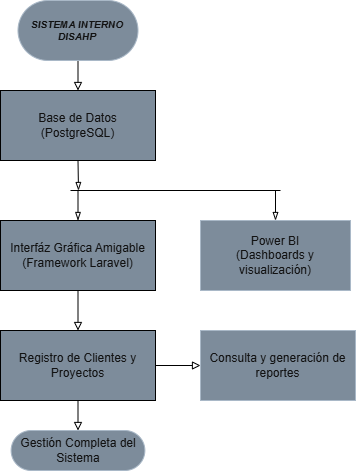 SISTEMA INTERNO
DISAHP
Base de Datos
(PostgreSQL)
Interfáz Gráfica Amigable
(Framework Laravel)
Power BI
(Dashboards y
visualización)
Registro de Clientes y
Proyectos
Consulta y generación de
reportes
Gestión Completa del
Sistema